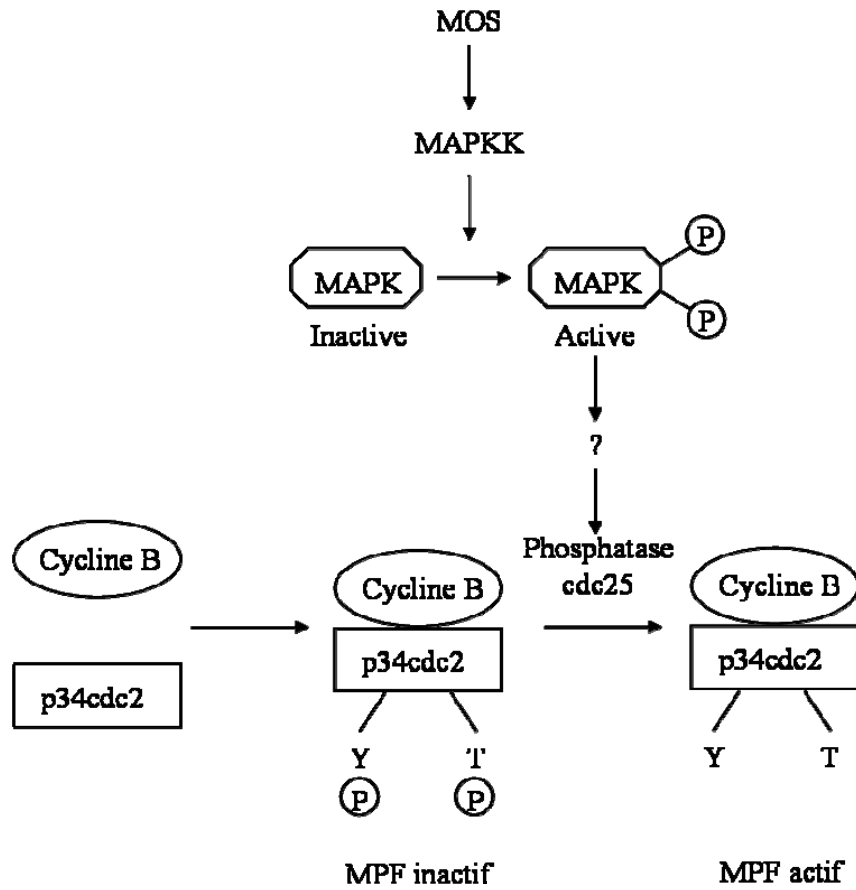 MOS
MAPKK
MAPK
MAPK
P
P
Inactive
Active
?
Phosphatase
cdc25
Cycline B
Cycline B
Cycline B
p34cdc2
p34cdc2
p34cdc2
Y
T
Y
T
P
P
MPF inactif
MPF actif